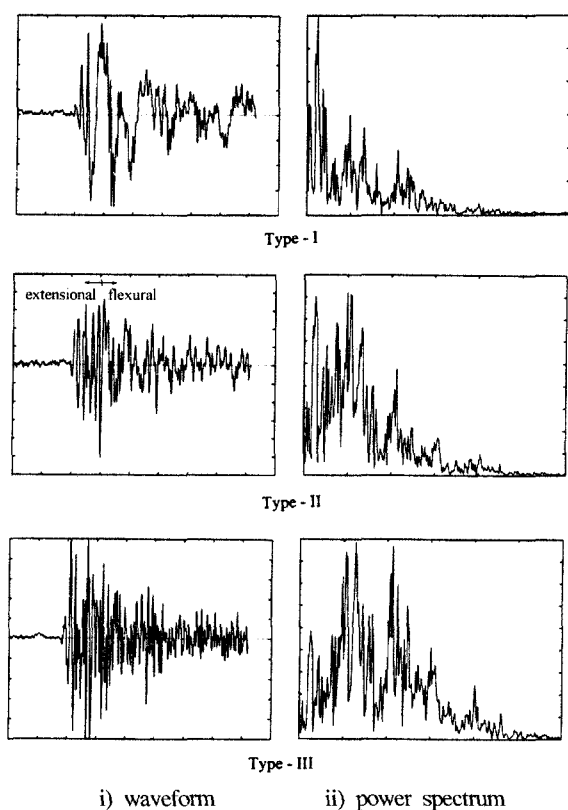 Type - I
extensional flexural
Type - II
Type - III
i) waveform ii) power spectrum